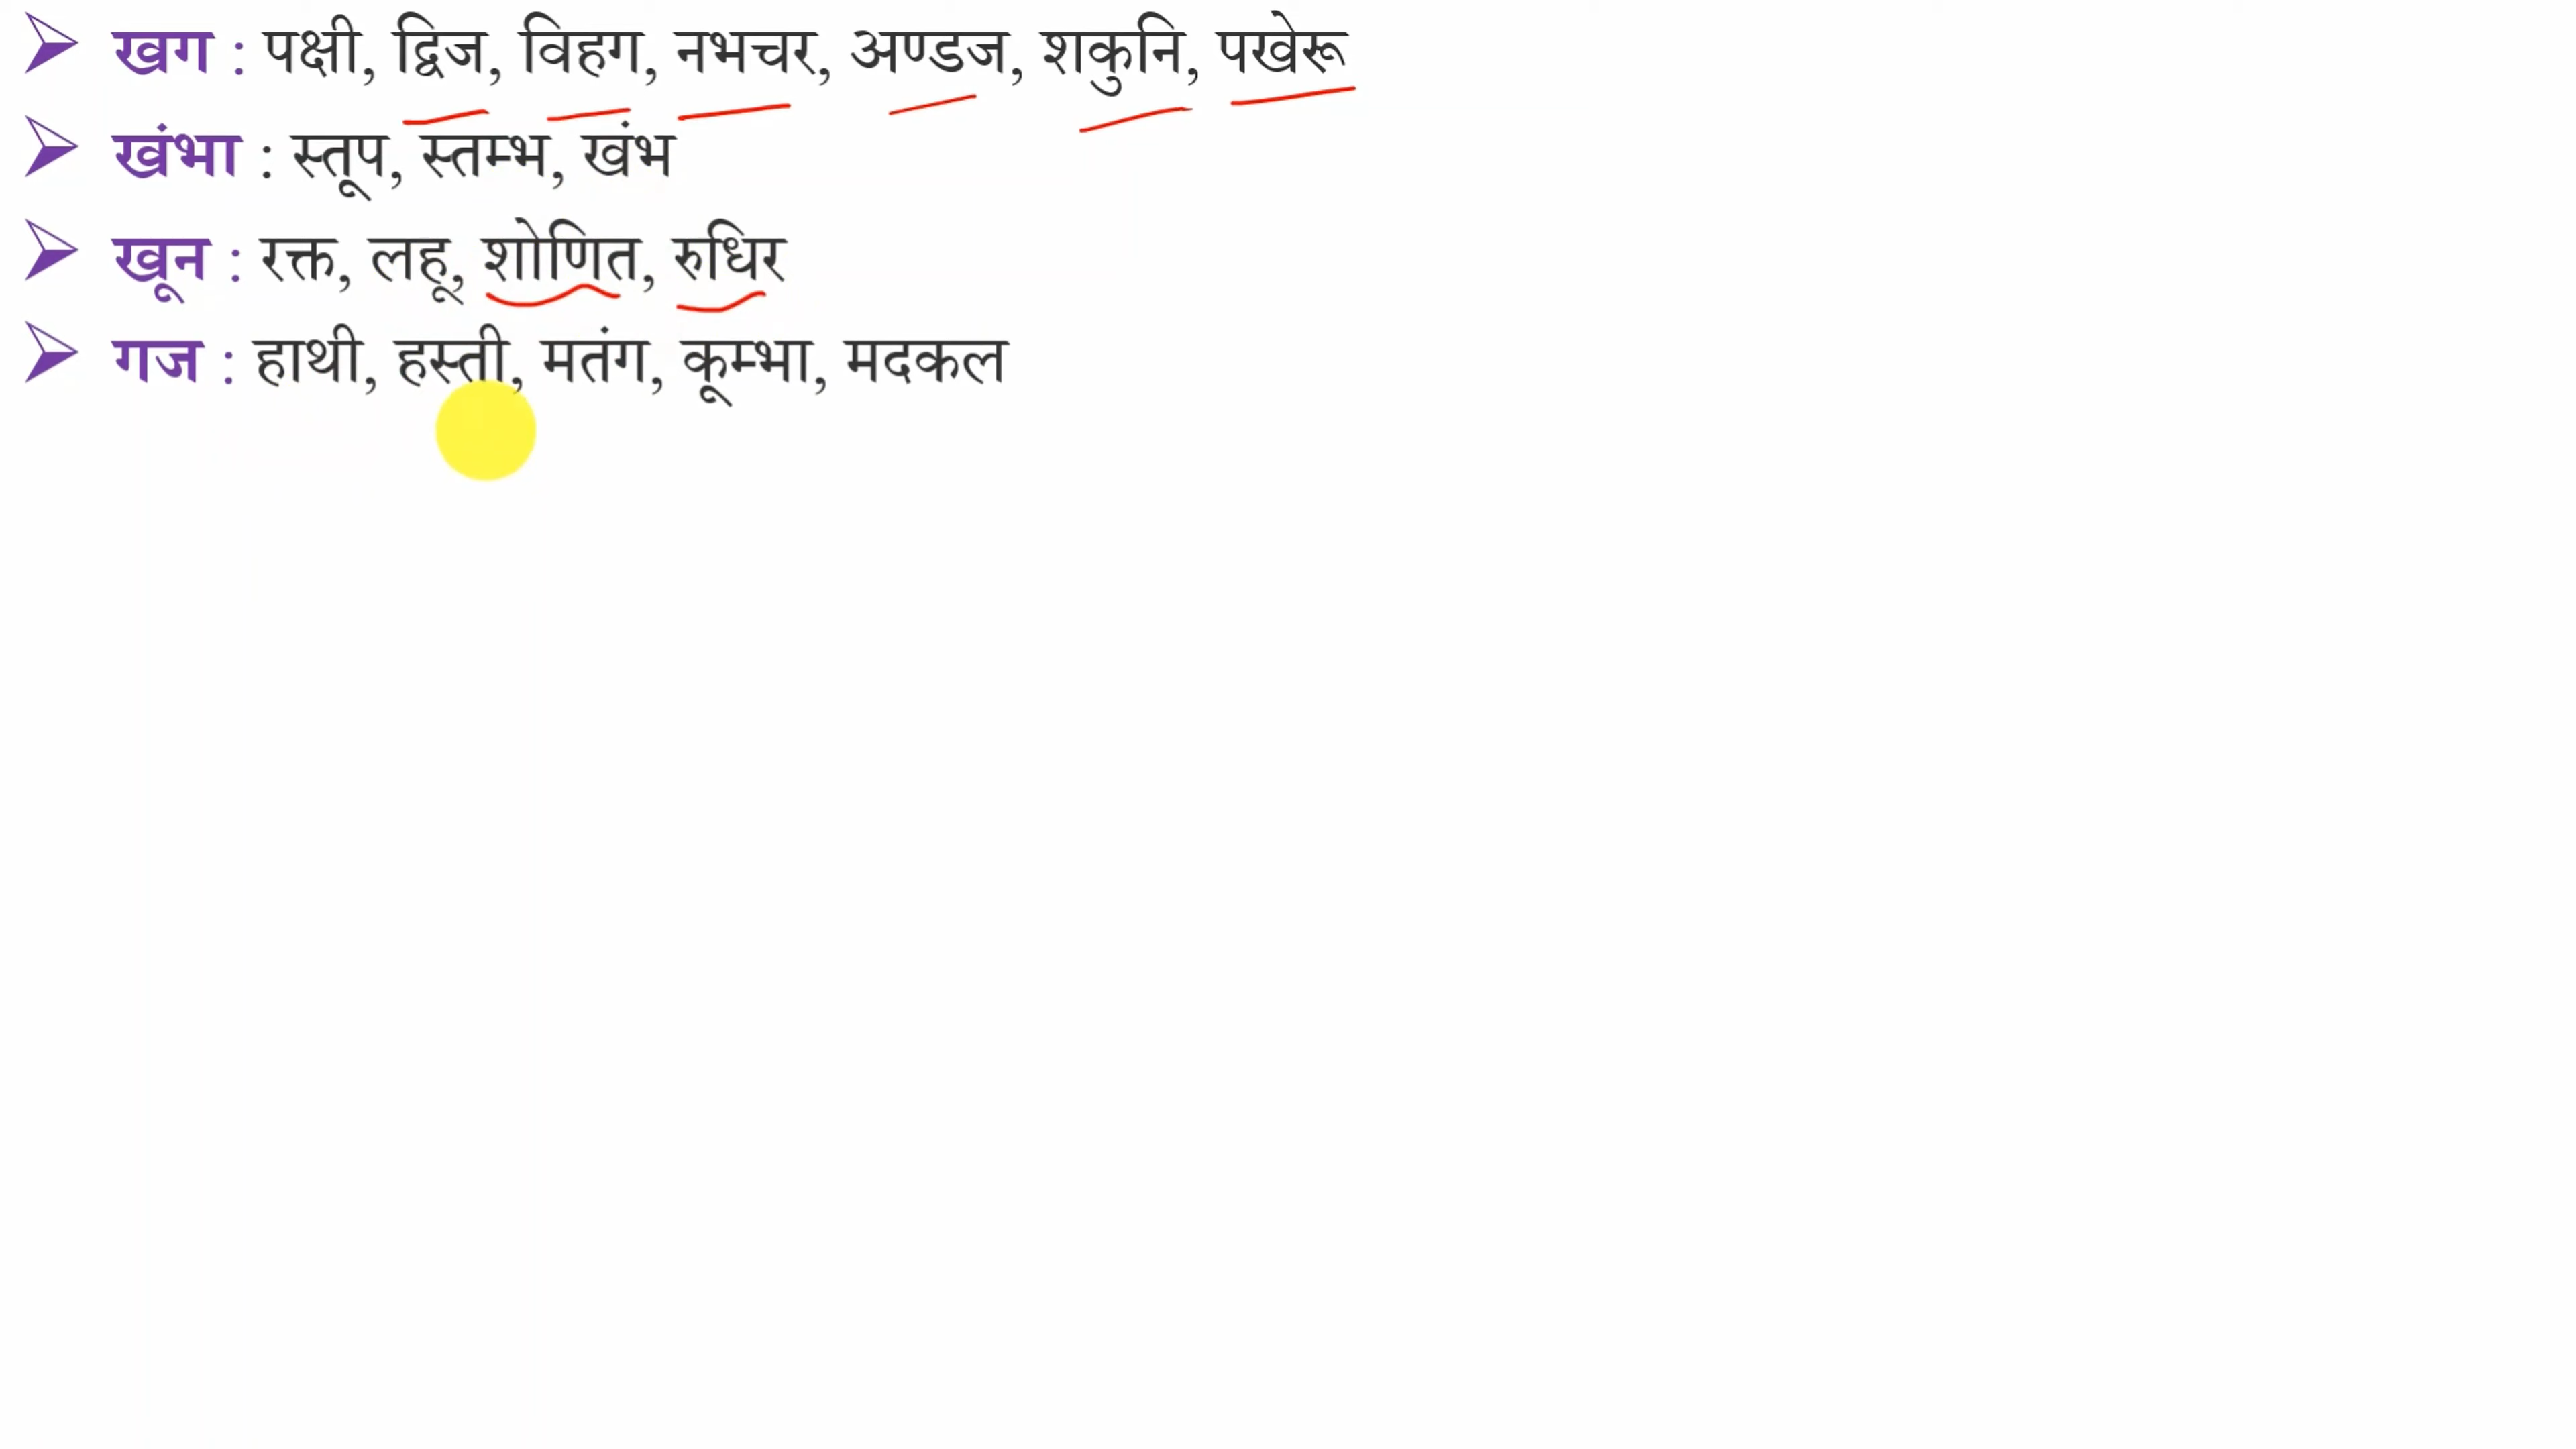 खग : पक्षी, द्विज, विहग, नभचर, अण्डज, शकुनि, पखेरू
खंभा : स्तूप, स्तम्भ, खंभ
खून : रक्त, लहू, शोणित, रुधिर
गज : हाथी, हस्ती, मतंग, कूम्भा, मदकल